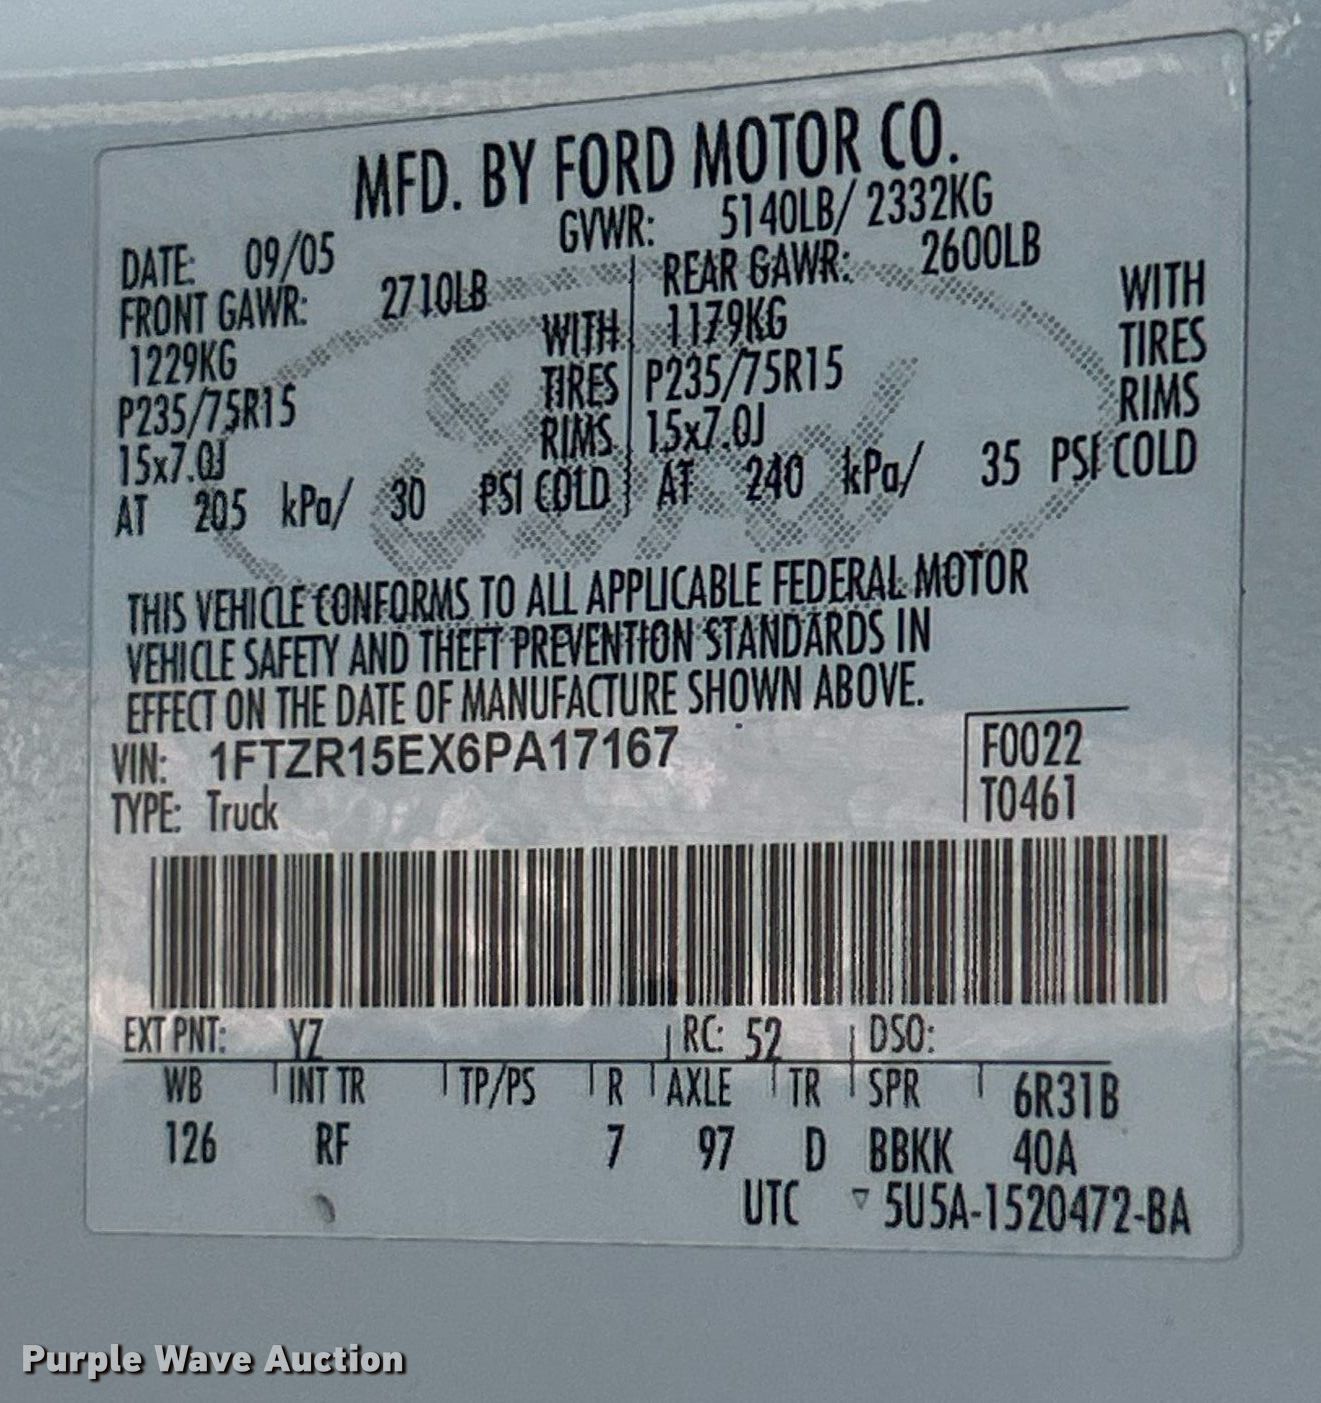 MFD. BY FORD MOTOR CO.
DATE: 09/05 GVWR: 5140LB/ 2332KG
FRONT GAWR: 2710LB REAR GAWR: 2600LB
1229KG WITH 1179KG WITH
P235/75R15 TIRES P235/75R15 TIRES
15x7.0J RIMS 15x7.0J RIMS
AT 205 kPa/ 30 PSI COLD AT 240 kPa/ 35 PSI COLD
THIS VEHICLE CONFORMS TO ALL APPLICABLE FEDERAL MOTOR
VEHICLE SAFETY AND THEFT PREVENTION STANDARDS IN
EFFECT ON THE DATE OF MANUFACTURE SHOWN ABOVE.
VIN: 1FTZR15EX6PA17167 F0022
TYPE: Truck T0461
EXT PNT: YZ RC: 52 DSO:
WB INT TR TP/PS R AXLE TR SPR 6R31B
126 RF 7 97 D BBKK 40A
UTC ▽ 5U5A-1520472-BA
Ford
Purple Wave Auction